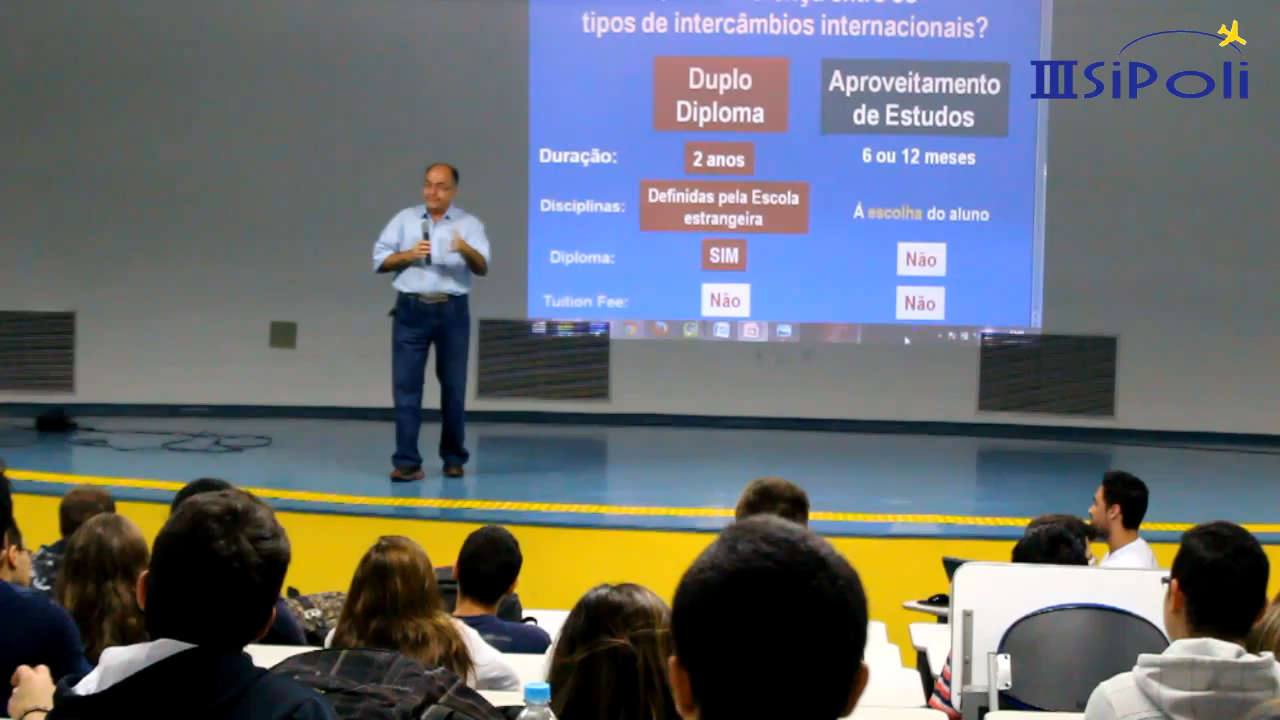 tipos de intercâmbios internacionais?
IIISiPoli
Duplo
Diploma
Aproveitamento
de Estudos
Duração:
2 anos
6 ou 12 meses
Disciplinas:
Definidas pela Escola
estrangeira
À escolha do aluno
Diploma:
SIM
Não
Tuition Fee:
Não
Não